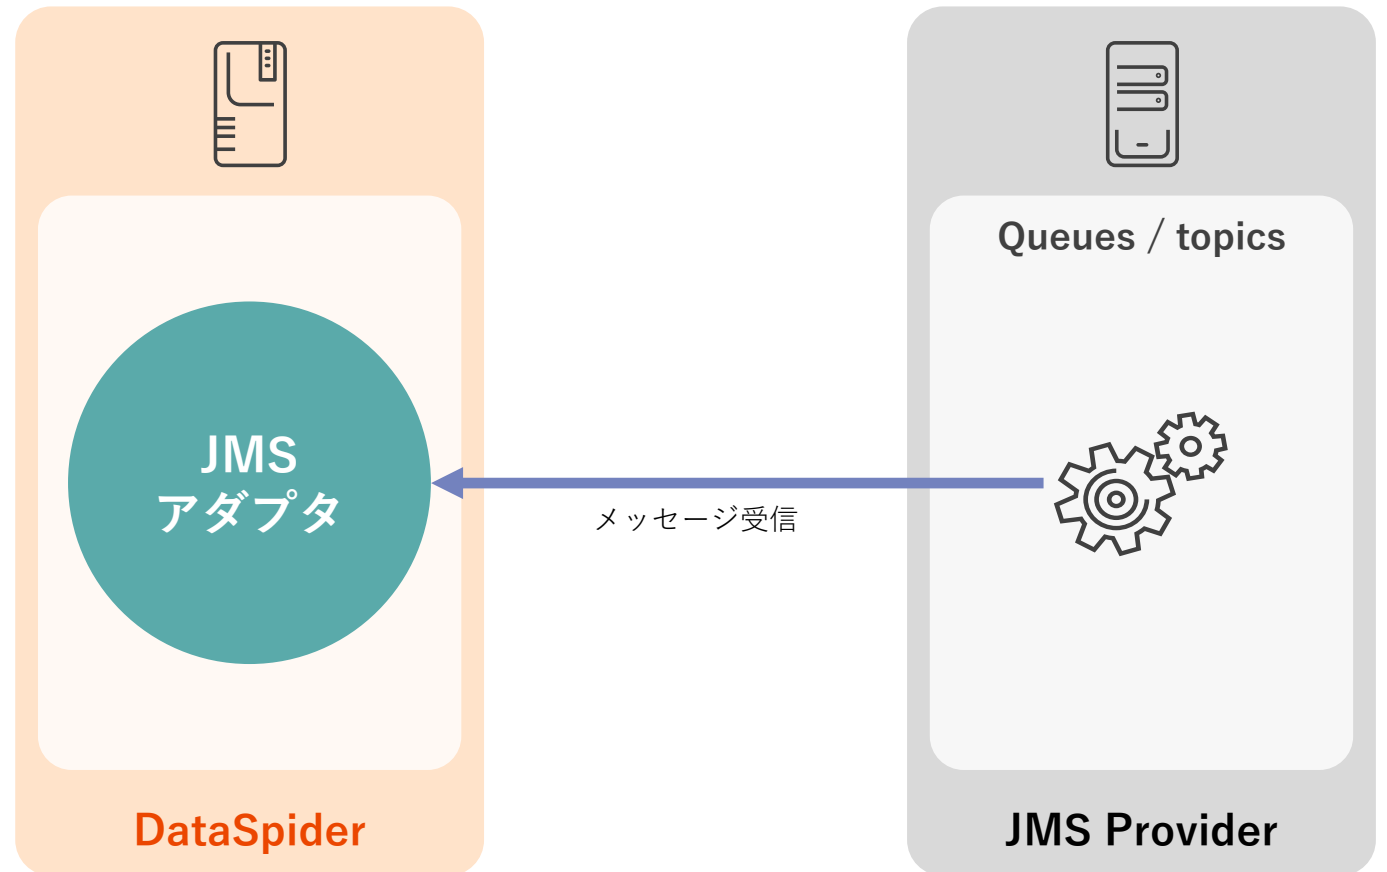 Queues / topics
JMS
アダプタ
メッセージ受信
DataSpider
JMS Provider